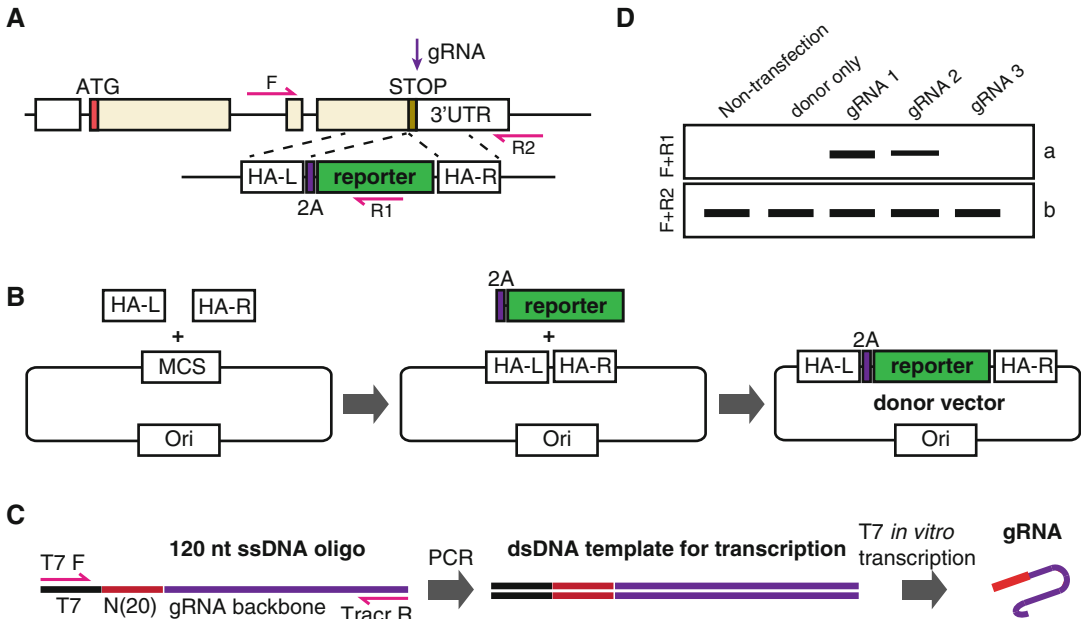 A
gRNA
ATG
F
STOP
3'UTR
R2
HA-L
reporter
HA-R
2A
R1
D
Non-transfection
donor only
gRNA 1
gRNA 2
gRNA 3
F+R1
a
F+R2
b
B
HA-L
HA-R
+
MCS
Ori
2A
reporter
+
HA-L
HA-R
Ori
2A
HA-L
reporter
HA-R
donor vector
Ori
C
T7 F
120 nt ssDNA oligo
T7
N(20)
gRNA backbone
Tracr R
PCR
dsDNA template for transcription
T7 in vitro
transcription
gRNA